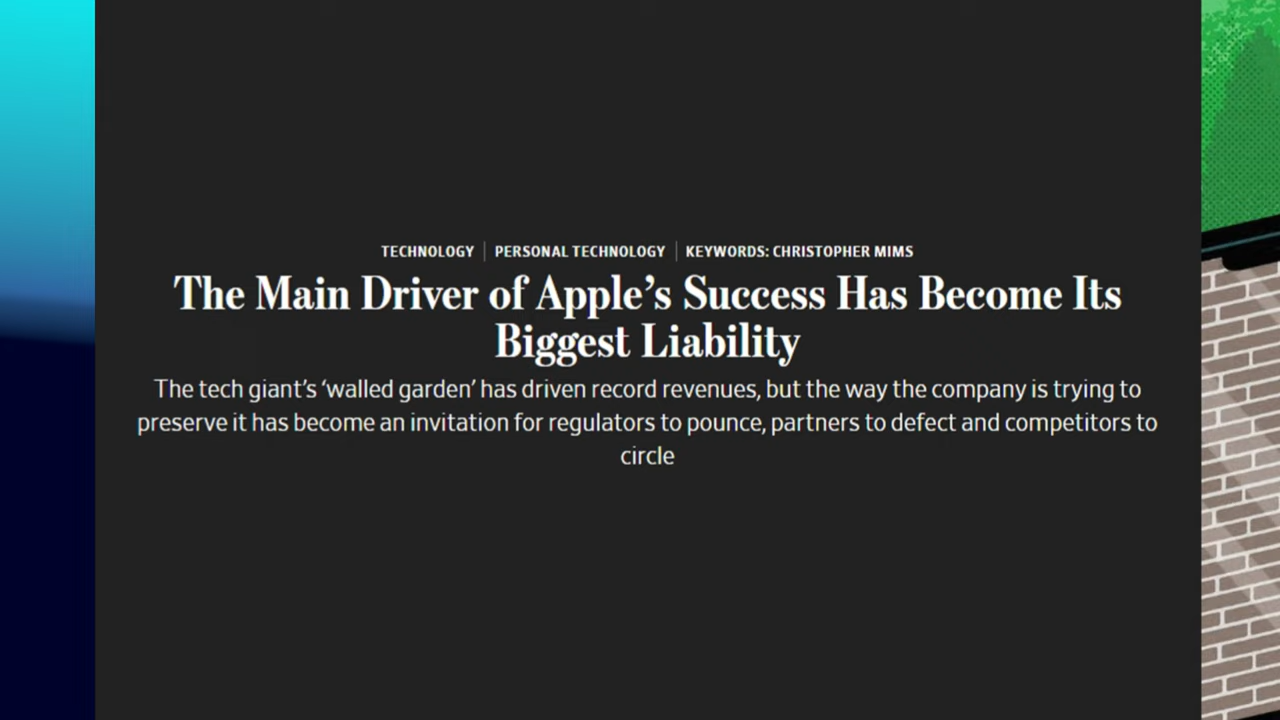 TECHNOLOGY | PERSONAL TECHNOLOGY | KEYWORDS: CHRISTOPHER MIMS
The Main Driver of Apple’s Success Has Become Its
Biggest Liability
The tech giant’s ‘walled garden’ has driven record revenues, but the way the company is trying to
preserve it has become an invitation for regulators to pounce, partners to defect and competitors to
circle